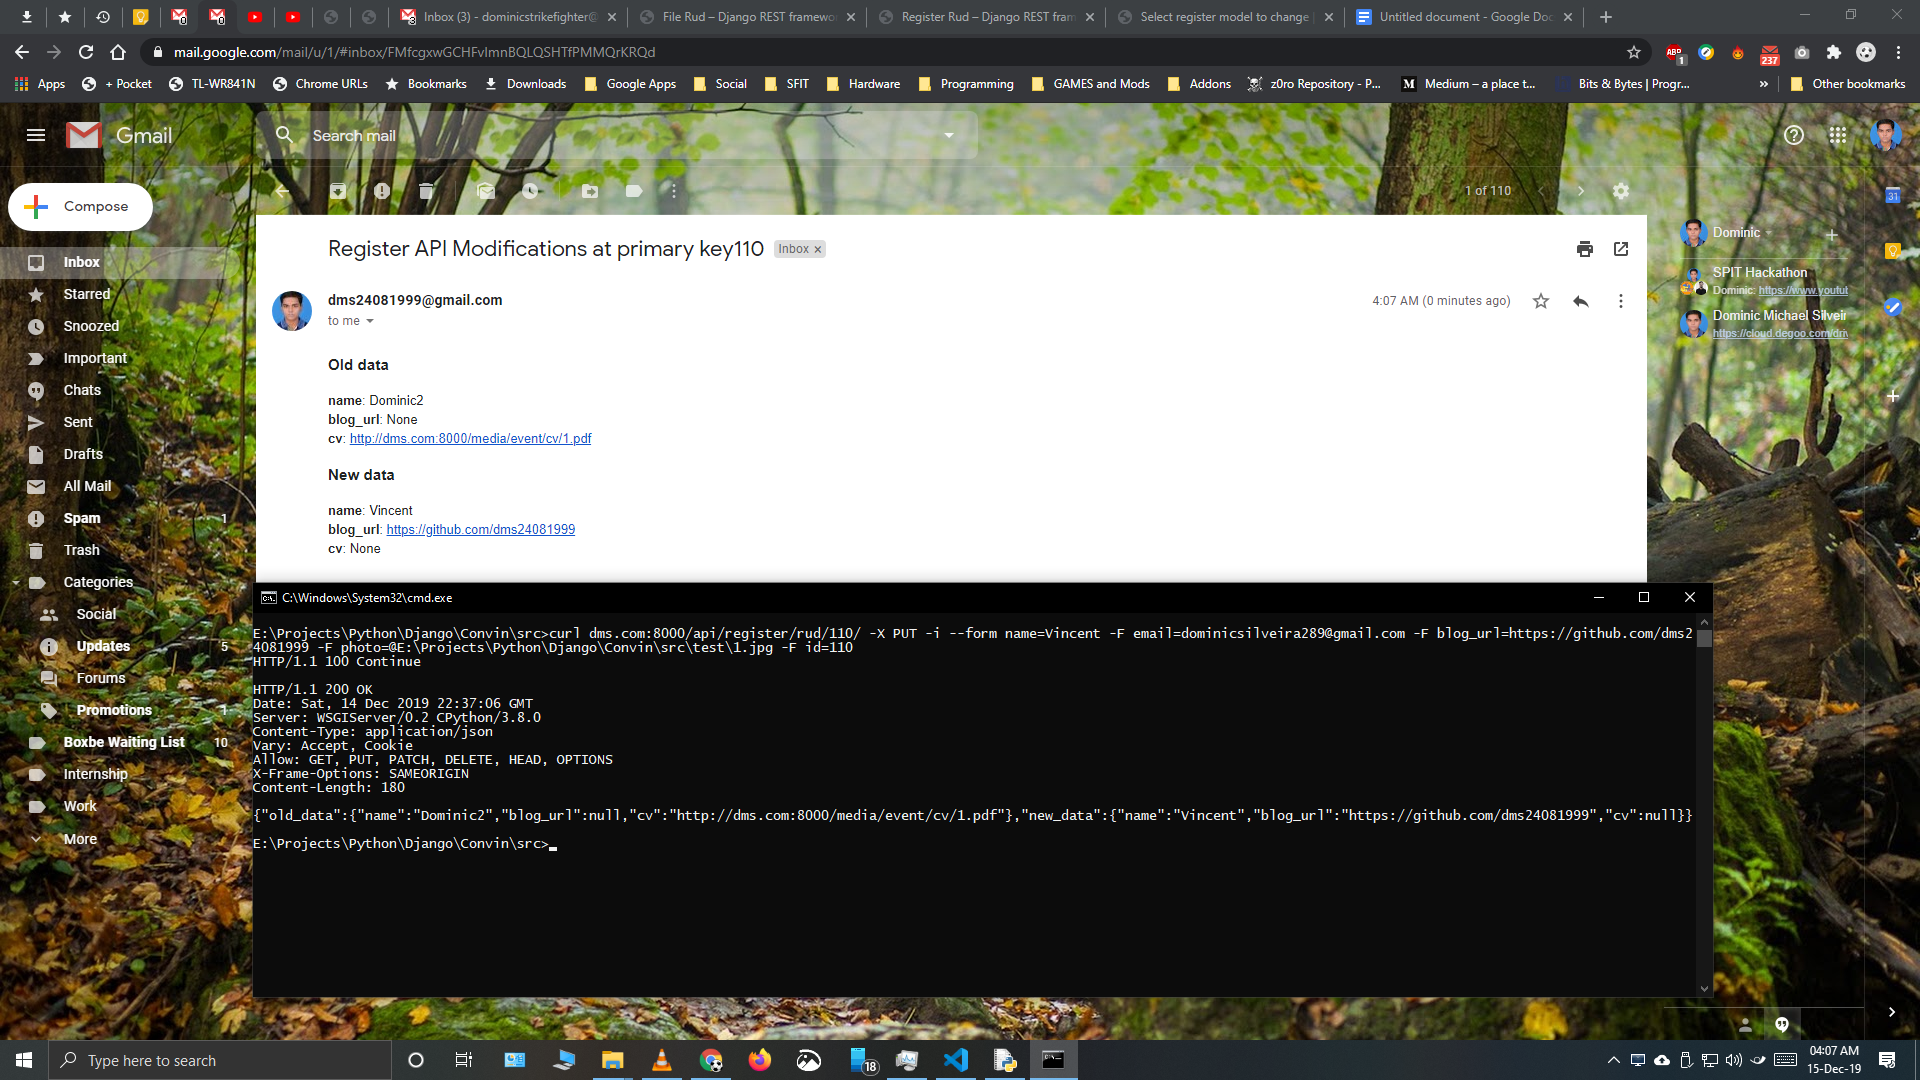 Inbox (3) - dominicstrikefighter@
File Rud – Django REST framewor
Register Rud – Django REST fram
Select register model to change |
Untitled document - Google Doc
mail.google.com/mail/u/1/#inbox/FMfcgxwGCHFvlmnBQLQSHTfPMMQrKRQd
1
237
Apps
+ Pocket
TL-WR841N
Chrome URLs
Bookmarks
Downloads
Google Apps
Social
SFIT
Hardware
Programming
GAMES and Mods
Addons
z0ro Repository - P...
Medium – a place t...
Bits & Bytes | Progr...
»
Other bookmarks
Gmail
Search mail
Compose
1 of 110
Inbox
Starred
Snoozed
Important
Chats
Sent
Drafts
All Mail
Spam 1
Trash
Categories
Social
Updates 5
Forums
Promotions 1
Boxbe Waiting List 10
Internship
Work
More
Register API Modifications at primary key110
Inbox x
dms24081999@gmail.com
4:07 AM (0 minutes ago)
to me
Old data
name: Dominic2
blog_url: None
cv: http://dms.com:8000/media/event/cv/1.pdf
New data
name: Vincent
blog_url: https://github.com/dms24081999
cv: None
Dominic
SPIT Hackathon
Dominic: https://www.youtut
Dominic Michael Silveir
https://cloud.degoo.com/driv
31
C:\Windows\System32\cmd.exe
E:\Projects\Python\Django\Convin\src>curl dms.com:8000/api/register/rud/110/ -X PUT -i --form name=Vincent -F email=dominicsilveira289@gmail.com -F blog_url=https://github.com/dms2
4081999 -F photo=@E:\Projects\Python\Django\Convin\src\test\1.jpg -F id=110
HTTP/1.1 100 Continue
HTTP/1.1 200 OK
Date: Sat, 14 Dec 2019 22:37:06 GMT
Server: WSGIServer/0.2 CPython/3.8.0
Content-Type: application/json
Vary: Accept, Cookie
Allow: GET, PUT, PATCH, DELETE, HEAD, OPTIONS
X-Frame-Options: SAMEORIGIN
Content-Length: 180
{"old_data":{"name":"Dominic2","blog_url":null,"cv":"http://dms.com:8000/media/event/cv/1.pdf"},"new_data":{"name":"Vincent","blog_url":"https://github.com/dms24081999","cv":null}}
E:\Projects\Python\Django\Convin\src>
Type here to search
18
04:07 AM
15-Dec-19